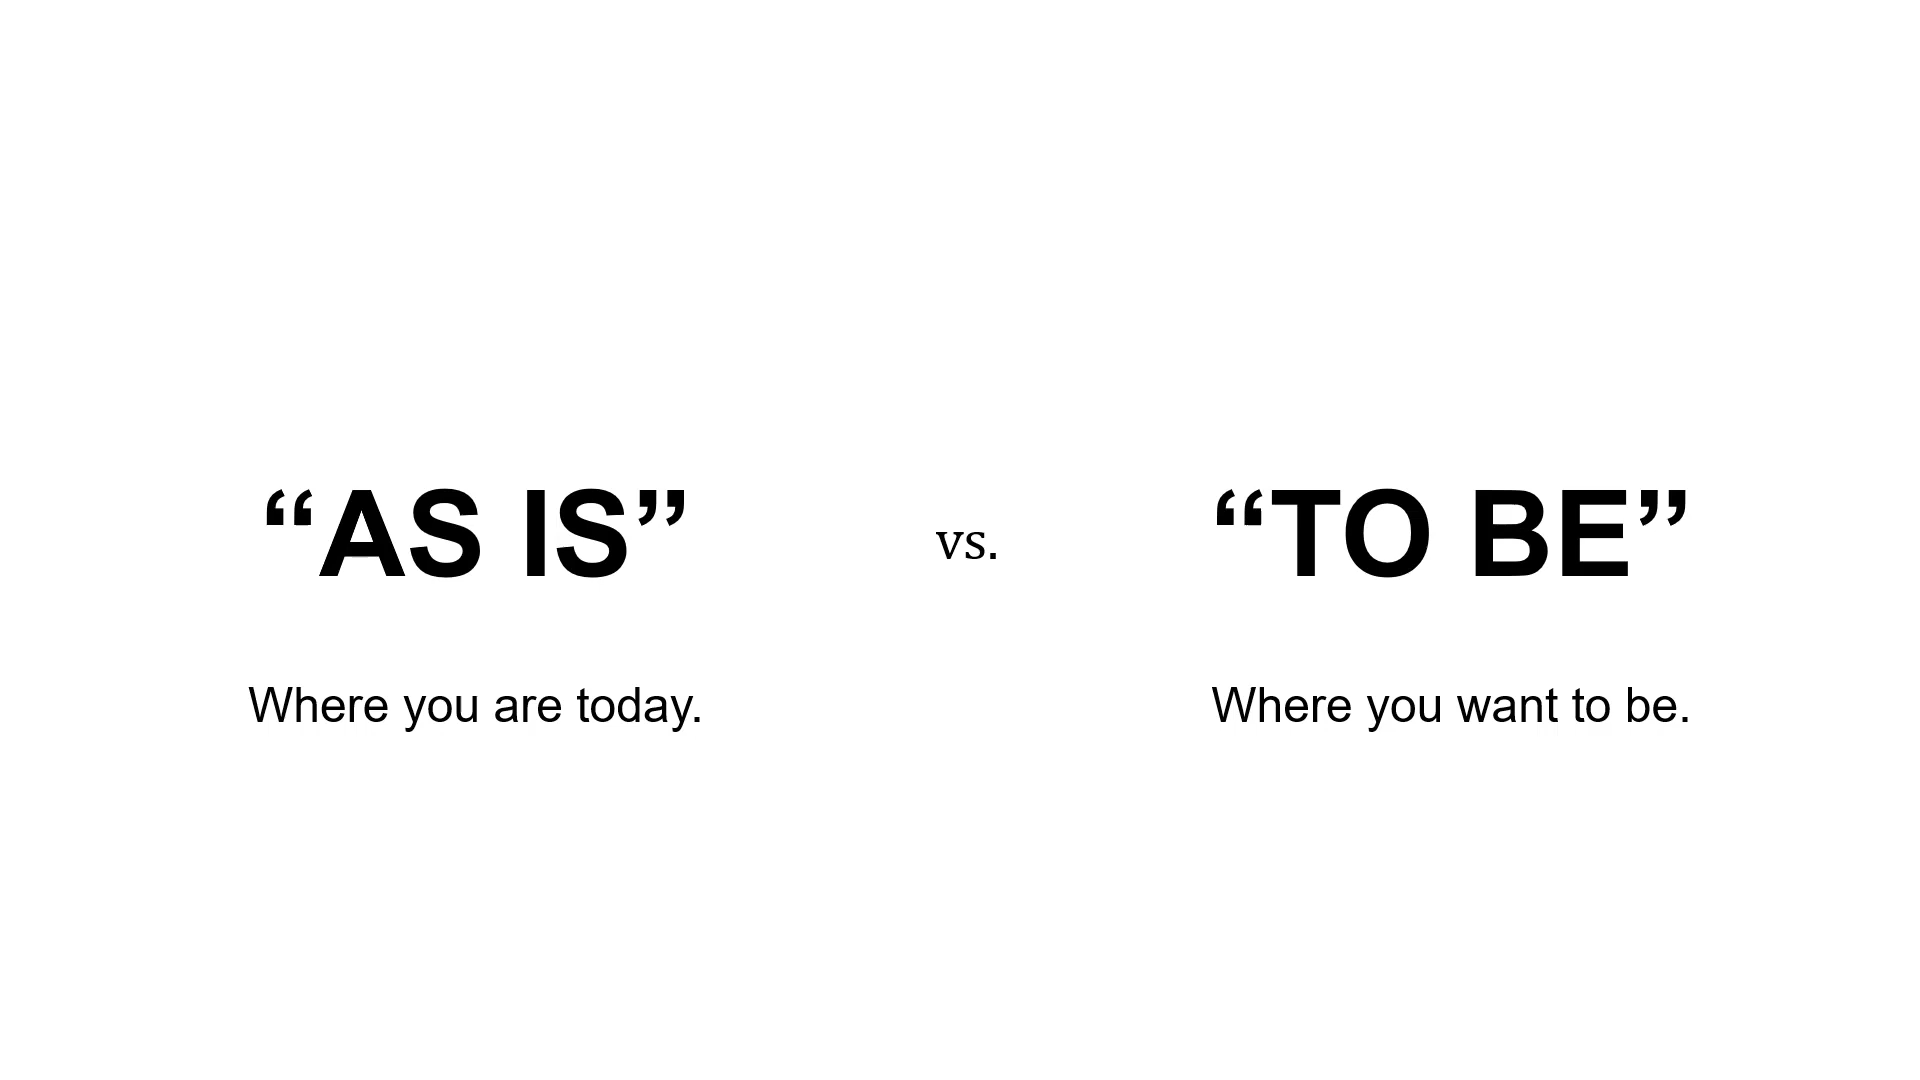 “AS IS”
vs.
“TO BE”
Where you are today.
Where you want to be.